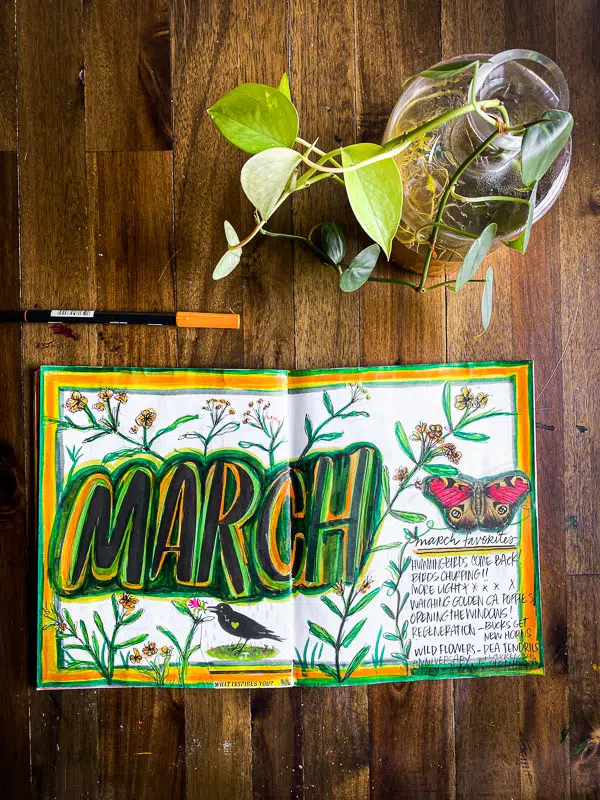 MARCH
march favorites
HUMMINGBIRDS COME BACK!
BIRDS CHIRPING!!
MORE LIGHT
WATCHING GOLDEN CA. POPPIES
OPENING THE WINDOWS!
REGENERATION - BUCKS GET
NEW HORNS
WILD FLOWERS - PEA TENDRILS
ANNIVERSARY
WHAT INSPIRES YOU?